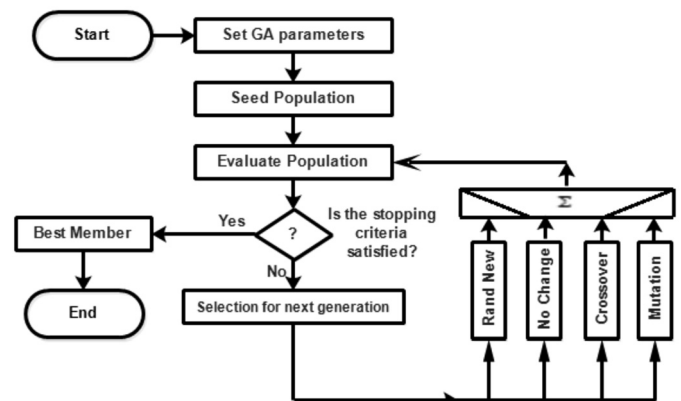 Start
Set GA parameters
Seed Population
Evaluate Population
Yes
?
Is the stopping
criteria
satisfied?
Best Member
No
End
Selection for next generation
Σ
Rand New
No Change
Crossover
Mutation